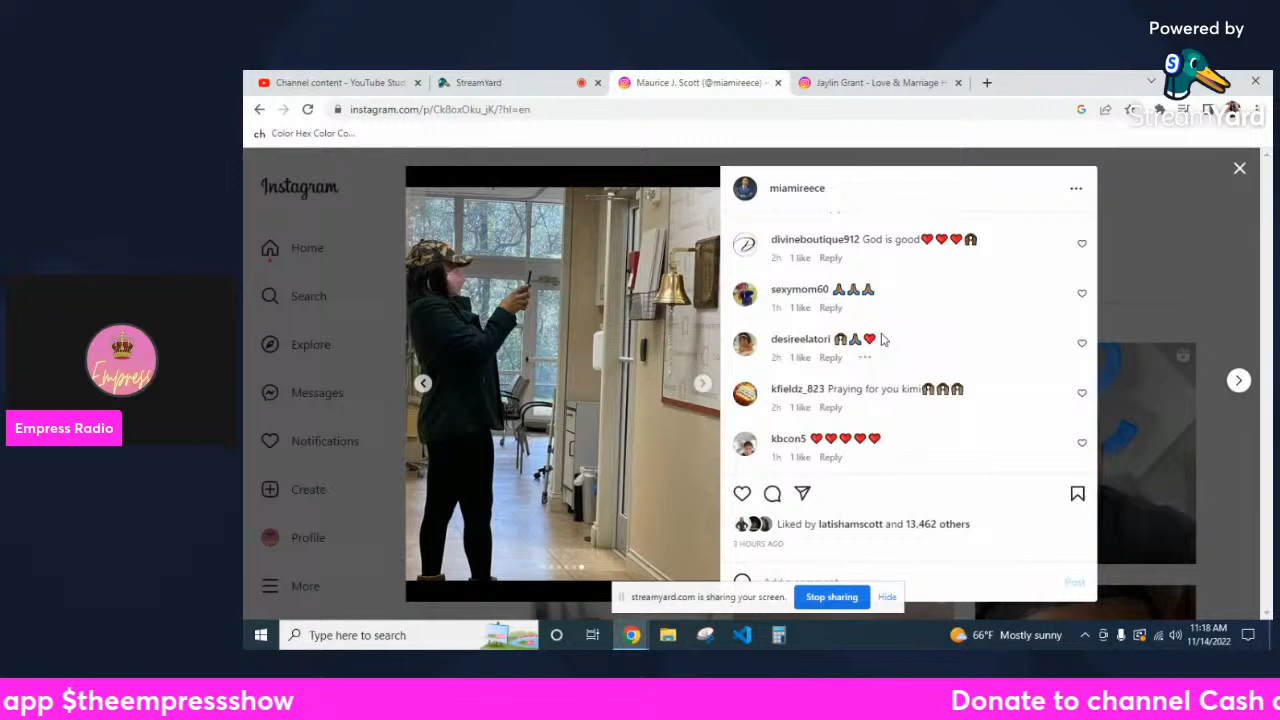 Powered by
S
StreamYard
Channel content - YouTube Stud
StreamYard
Maurice J. Scott (@miamireece) -
Jaylin Grant - Love & Marriage H
instagram.com/p/Ck8oxOku_jK/?hl=en
ch Color Hex Color Co...
Instagram
Home
Search
Explore
Messages
Notifications
Create
Profile
More
miamireece
divineboutique912 God is good❤️❤️❤️🙌🏾
2h 1 like Reply
sexymom60 🙏🏽🙏🏽🙏🏽
1h 1 like Reply
desireelatori 🙌🏾🙏🏽❤️
2h 1 like Reply
kfieldz_823 Praying for you kimi🙌🏾🙌🏾🙌🏾
2h 1 like Reply
kbcon5 ❤️❤️❤️❤️❤️
1h 1 like Reply
Liked by latishamscott and 13,462 others
3 HOURS AGO
Post
streamyard.com is sharing your screen.
Stop sharing
Hide
Empress
Empress Radio
Type here to search
66°F Mostly sunny
11:18 AM
11/14/2022
app $theempressshow
Donate to channel Cash